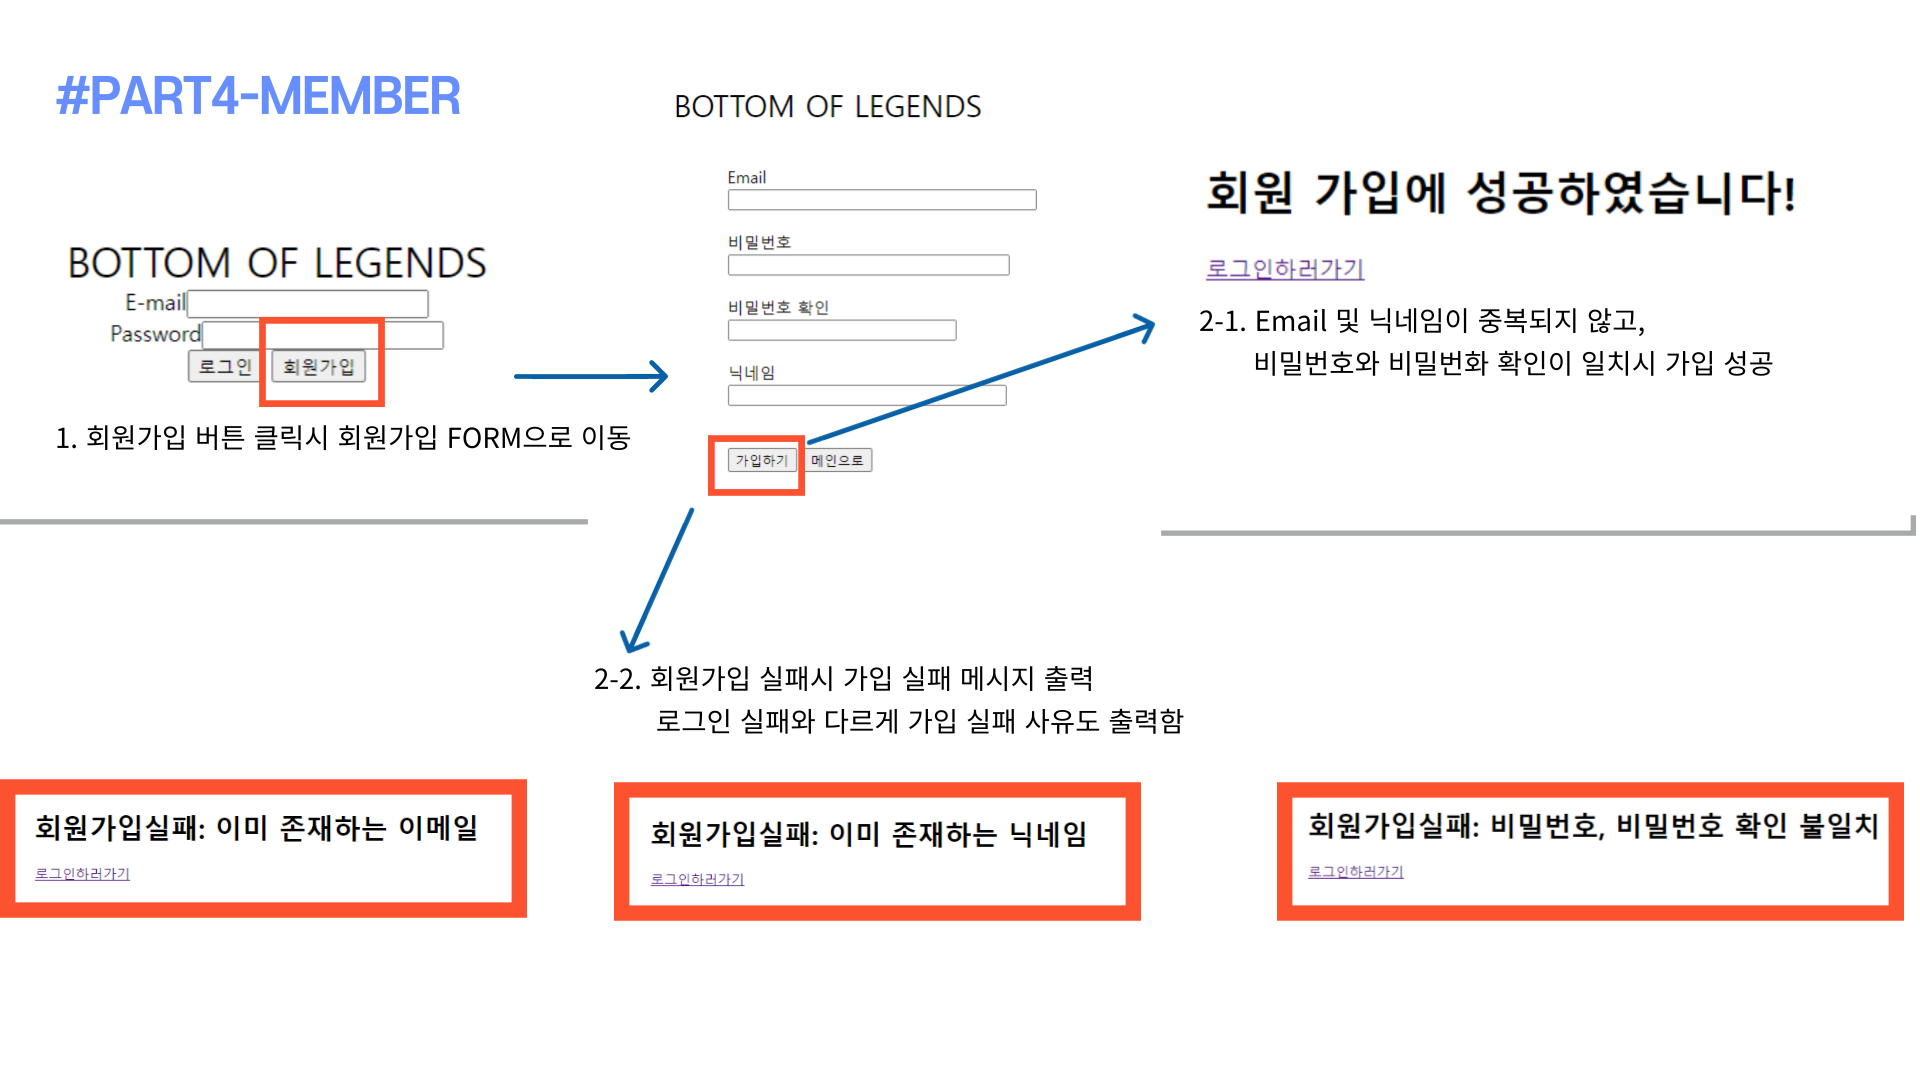 #PART4-MEMBER
BOTTOM OF LEGENDS
E-mail
Password
로그인
회원가입
1. 회원가입 버튼 클릭시 회원가입 FORM으로 이동
BOTTOM OF LEGENDS
Email
비밀번호
비밀번호 확인
닉네임
가입하기
메인으로
회원 가입에 성공하였습니다!
로그인하러가기
2-1. Email 및 닉네임이 중복되지 않고,
비밀번호와 비밀번화 확인이 일치시 가입 성공
2-2. 회원가입 실패시 가입 실패 메시지 출력
로그인 실패와 다르게 가입 실패 사유도 출력함
회원가입실패: 이미 존재하는 이메일
로그인하러가기
회원가입실패: 이미 존재하는 닉네임
로그인하러가기
회원가입실패: 비밀번호, 비밀번호 확인 불일치
로그인하러가기